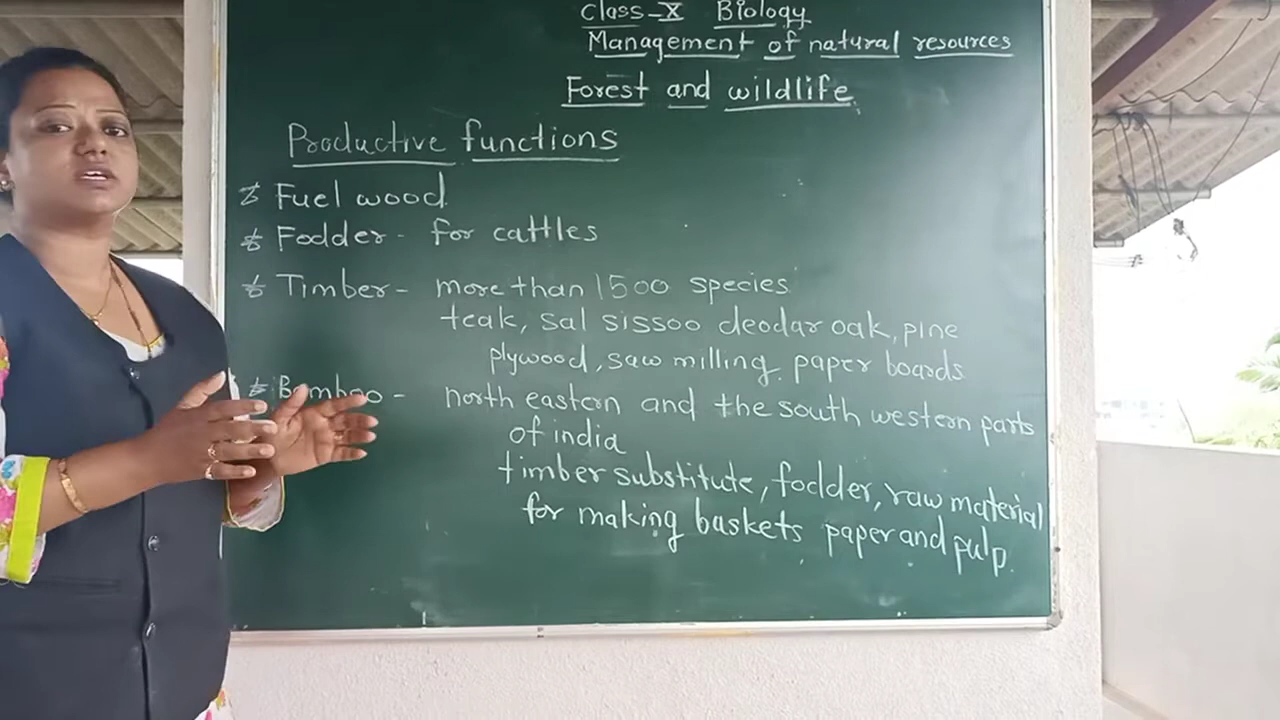 Class-X Biology
Management of natural resources
Forest and wildlife
Productive functions
Fuel wood
Fodder - for cattles
Timber - more than 1500 species
teak, sal sissoo deodar oak, pine
plywood, saw milling. paper boards
Bamboo - north eastern and the south western parts
of india
timber substitute, fodder, raw material
for making baskets paper and pulp.